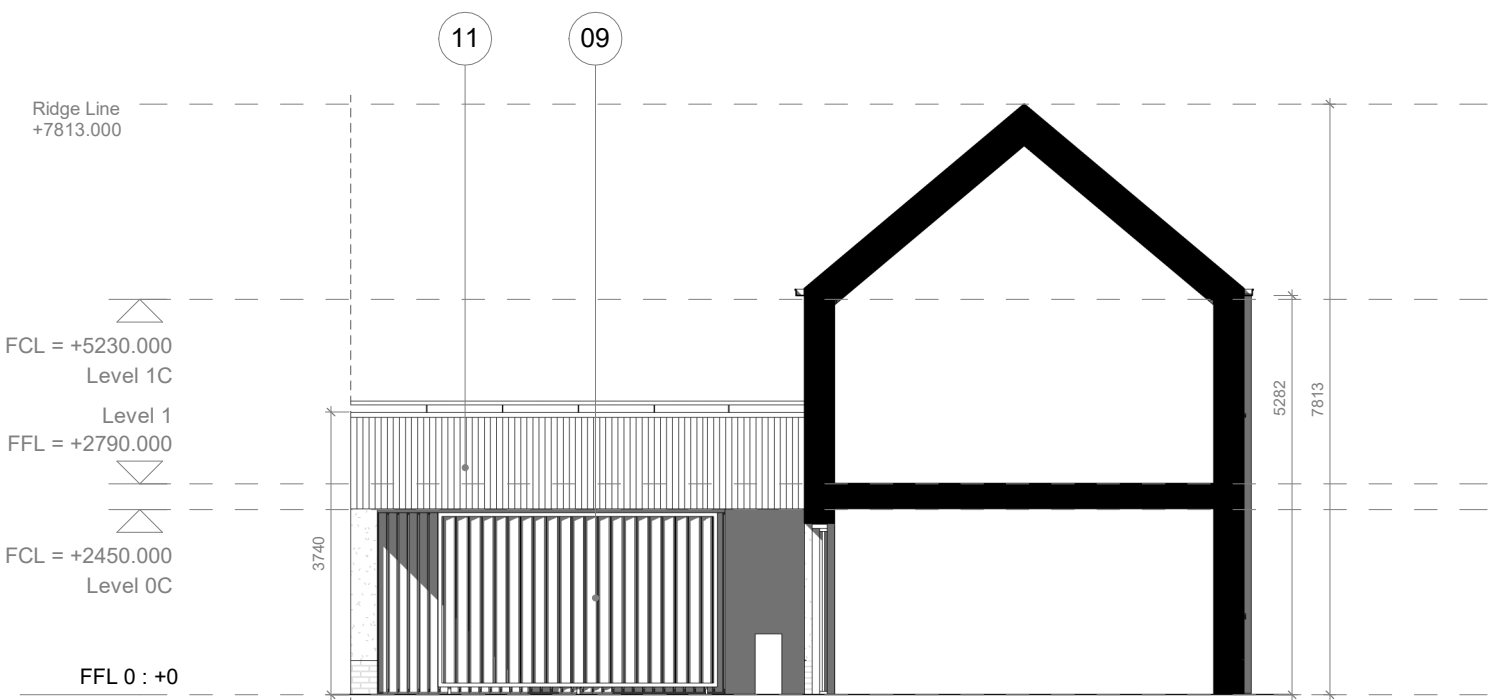 11
09
Ridge Line
+7813.000
FCL = +5230.000
Level 1C
Level 1
FFL = +2790.000
FCL = +2450.000
Level 0C
FFL 0 : +0
3740
5282
7813